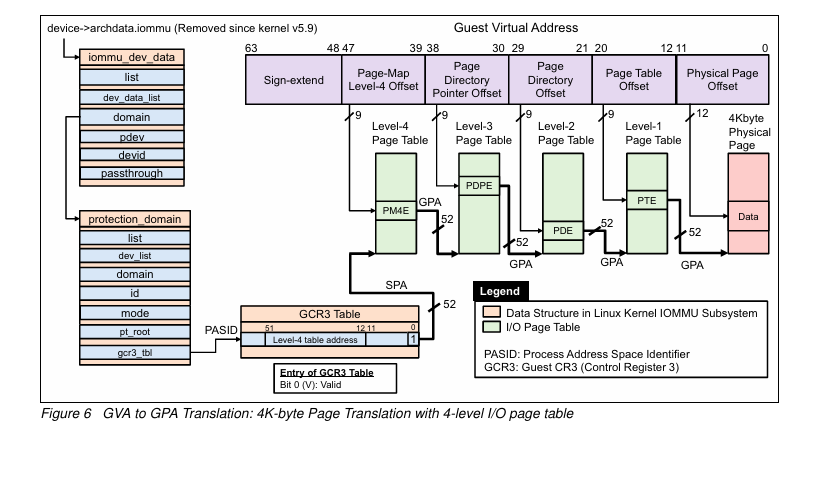 device->archdata.iommu (Removed since kernel v5.9)
Guest Virtual Address
63 48 47 39 38 30 29 21 20 12 11 0
Sign-extend
Page-Map
Level-4 Offset
Page
Directory
Pointer Offset
Page
Directory
Offset
Page Table
Offset
Physical Page
Offset
iommu_dev_data
list
dev_data_list
domain
pdev
devid
passthrough
9
9
9
9
12
Level-4
Page Table
Level-3
Page Table
Level-2
Page Table
Level-1
Page Table
4Kbyte
Physical
Page
PM4E
GPA
52
PDPE
52
GPA
PDE
52
GPA
PTE
52
GPA
Data
protection_domain
list
dev_list
domain
id
mode
pt_root
gcr3_tbl
PASID
SPA
52
GCR3 Table
51 12 11 0
Level-4 table address
1
Entry of GCR3 Table
Bit 0 (V): Valid
Legend
Data Structure in Linux Kernel IOMMU Subsystem
I/O Page Table
PASID: Process Address Space Identifier
GCR3: Guest CR3 (Control Register 3)
Figure 6 GVA to GPA Translation: 4K-byte Page Translation with 4-level I/O page table